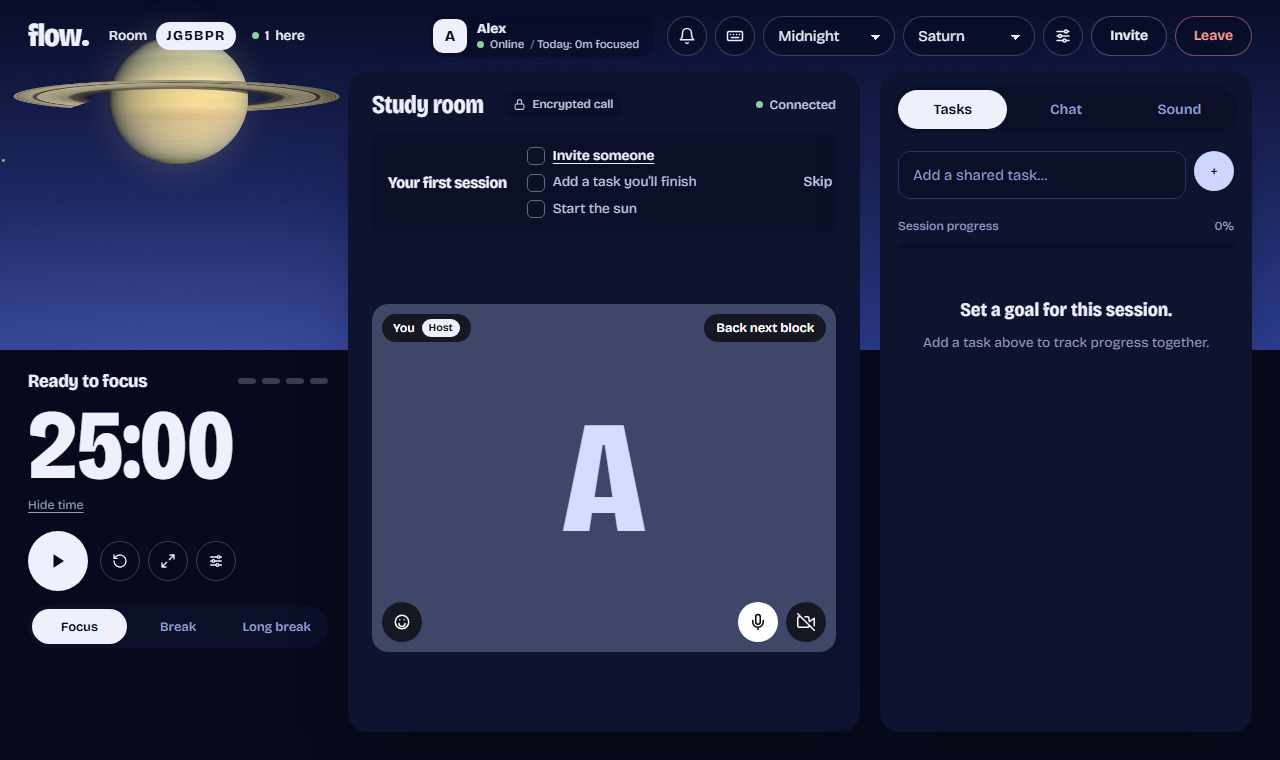 flow.
Room JG5BPR 1 here
A Alex
Online / Today: 0m focused
Midnight
Saturn
Invite
Leave
Study room
Encrypted call
Connected
Your first session
Invite someone
Add a task you'll finish
Start the sun
Skip
You Host
Back next block
A
Ready to focus
25:00
Hide time
Focus Break Long break
Tasks Chat Sound
Add a shared task...
+
Session progress 0%
Set a goal for this session.
Add a task above to track progress together.